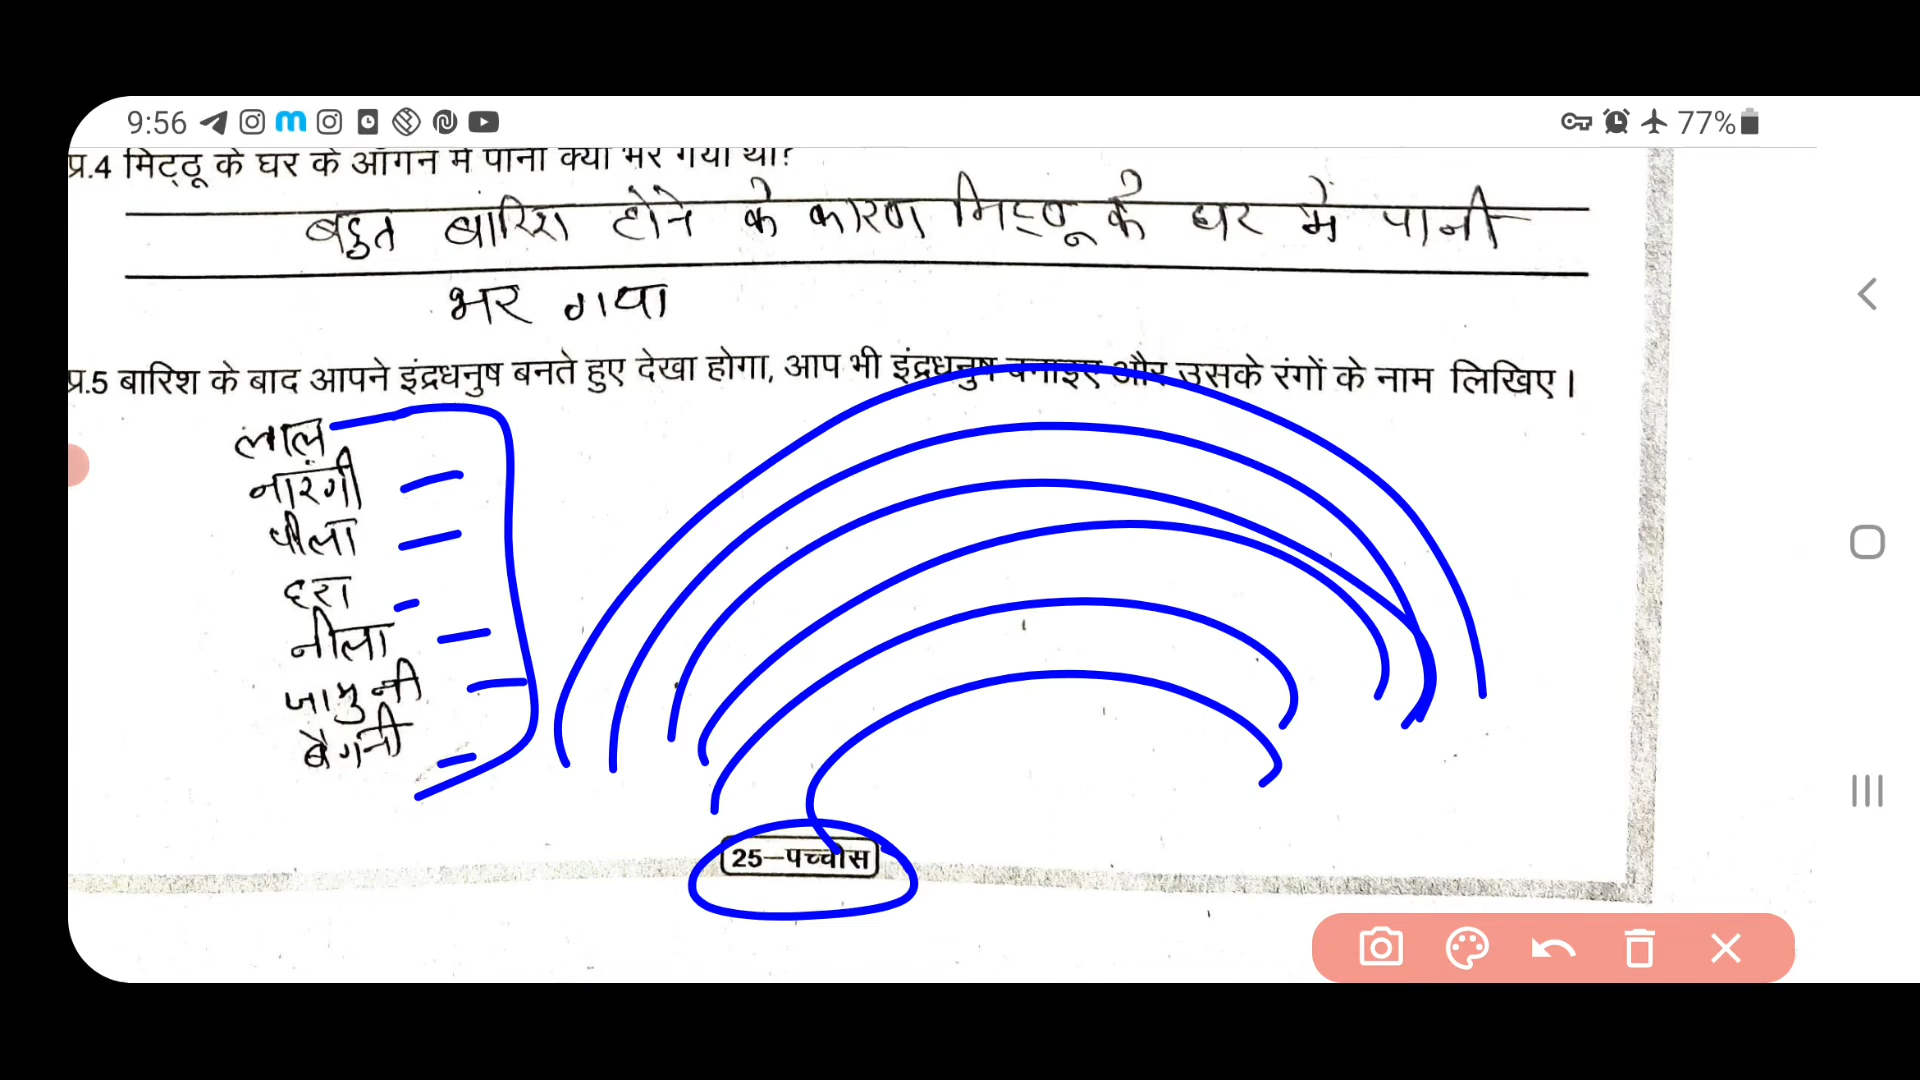 9:56 77%
प्र.4 मिट्ठू के घर के आँगन में पानी क्यों भर गया था?
बहुत बारिश होने के कारण मिट्ठू के घर में पानी
भर गया
प्र.5 बारिश के बाद आपने इंद्रधनुष बनते हुए देखा होगा, आप भी इंद्रधनुष बनाइए और उसके रंगों के नाम लिखिए।
लाल
नारंगी
पीला
हरा
नीला
जामुनी
बैगनी
25–पच्चीस